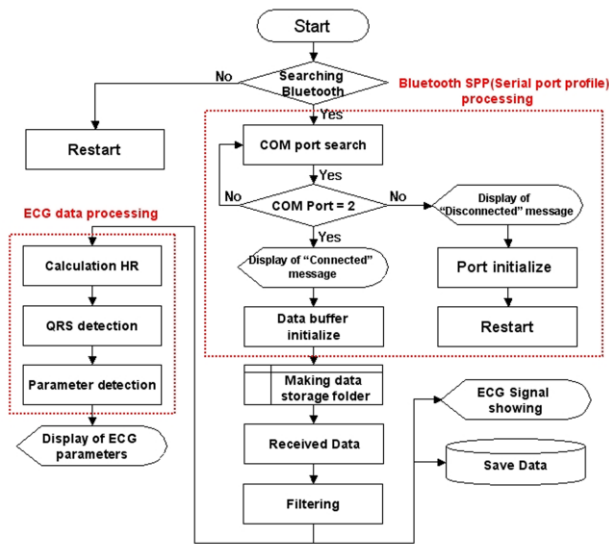 Start
Searching
Bluetooth
No
Yes
Bluetooth SPP(Serial port profile)
processing
Restart
COM port search
Yes
No
COM Port = 2
No
Display of
"Disconnected" message
Yes
Display of "Connected"
message
Port initialize
Data buffer
initialize
Restart
ECG data processing
Calculation HR
QRS detection
Parameter detection
Display of ECG
parameters
Making data
storage folder
Received Data
Filtering
ECG Signal
showing
Save Data